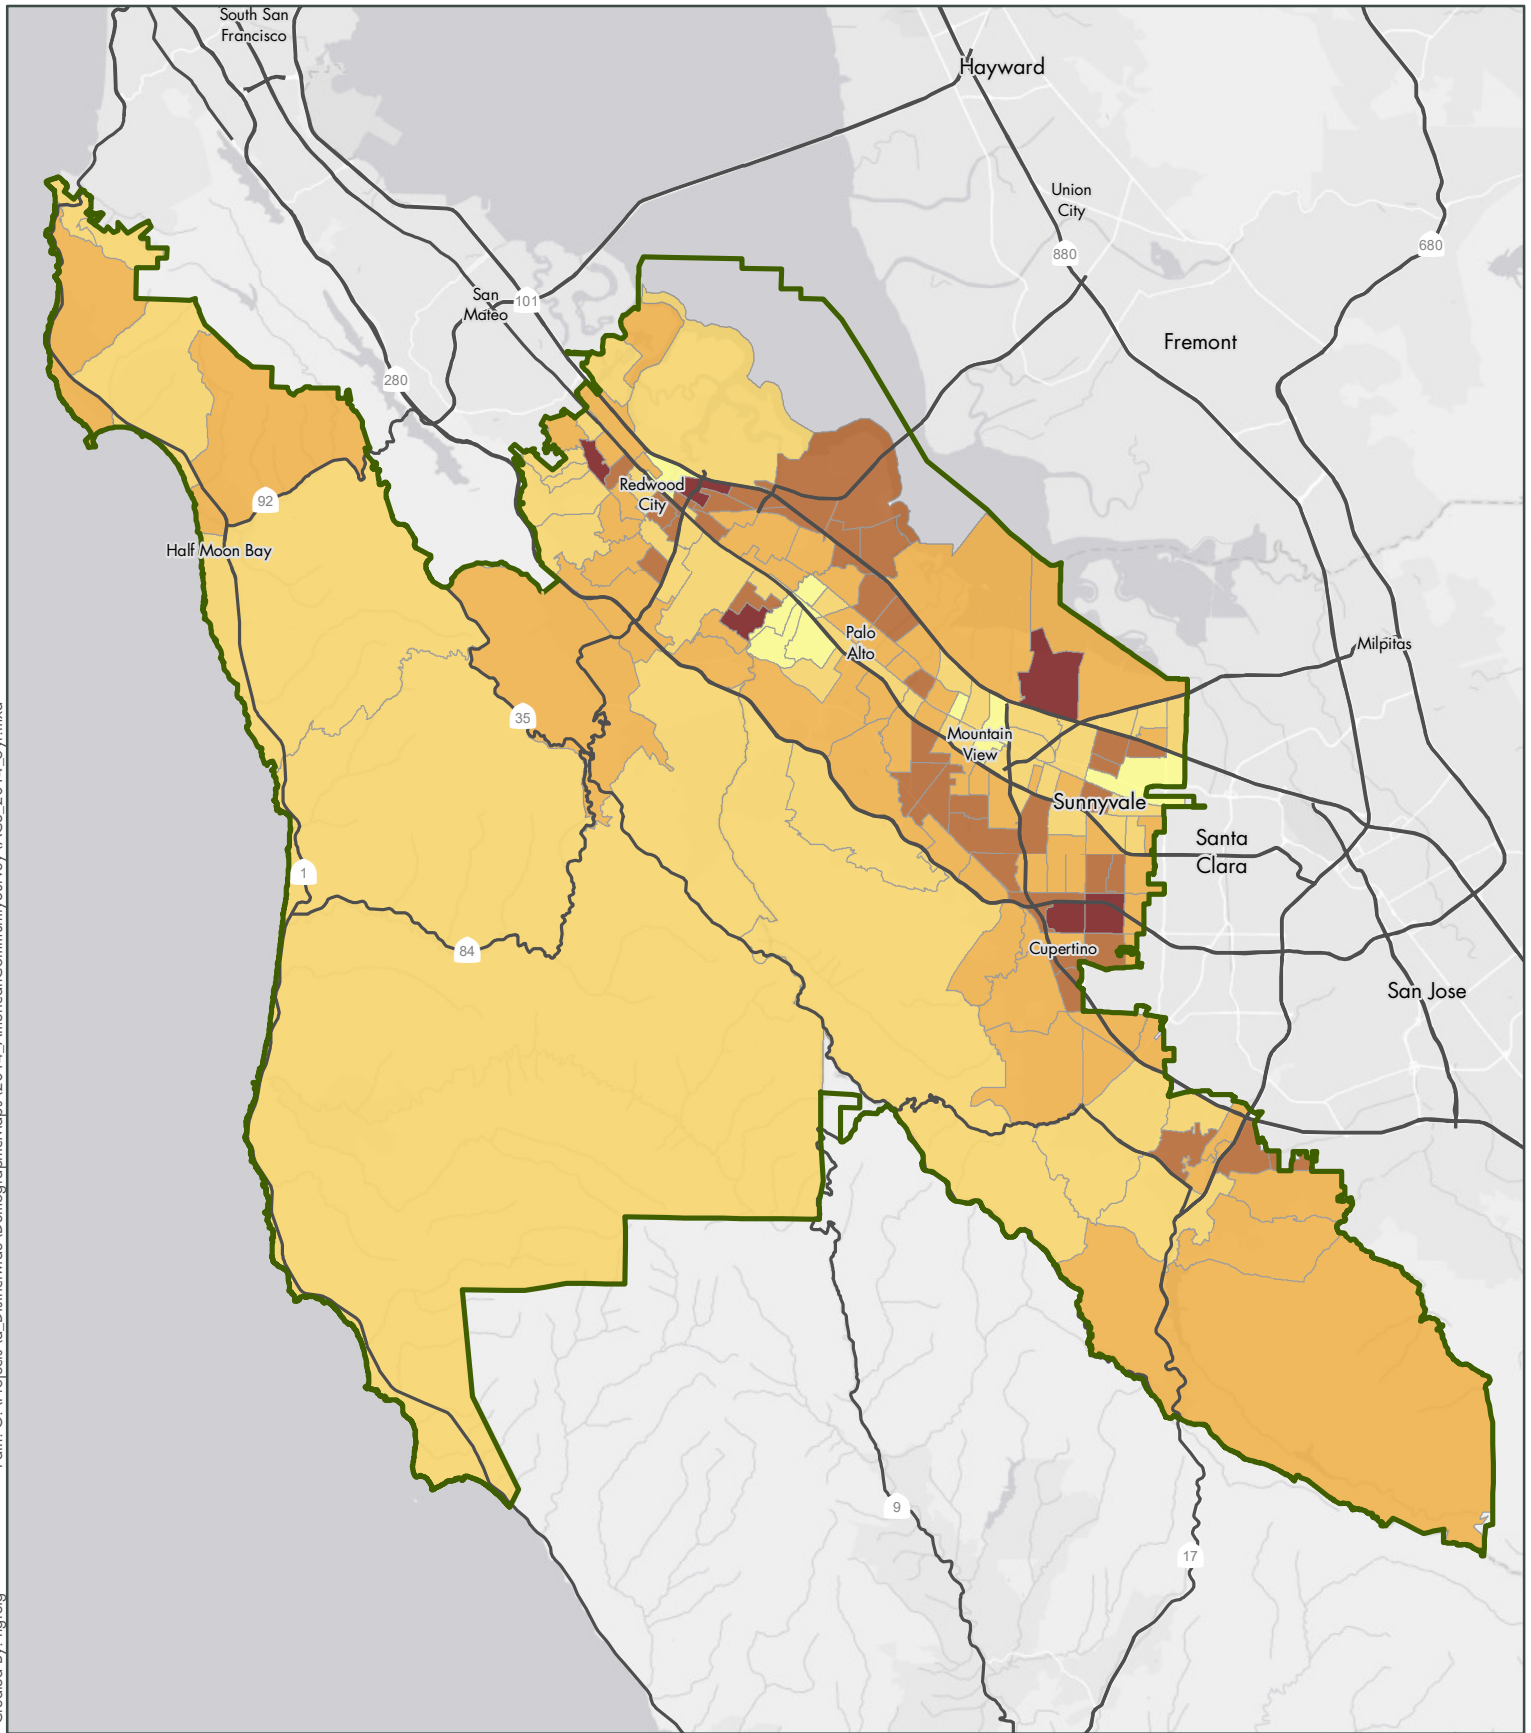 South San
Francisco
Hayward
Union
City
880
680
San
Mateo
101
Fremont
280
Redwood
City
92
Half Moon Bay
Palo
Alto
Milpitas
35
Mountain
View
Sunnyvale
Santa
Clara
1
84
Cupertino
San Jose
9
17